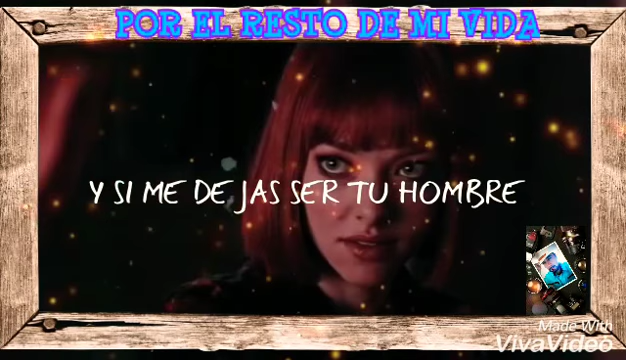 POR EL RESTO DE MI VIDA
Y SI ME DE JAS SER TU HOMBRE
Made With
VivaVideo